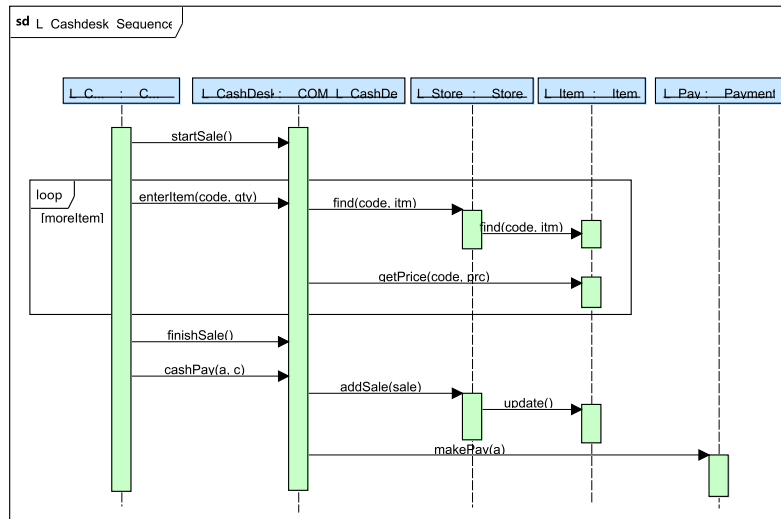 sd L_Cashdesk_Sequence
L_C... : C...
L_CashDesk : COM_L_CashDe
L_Store : Store
L_Item : Item
L_Pay : Payment
startSale()
loop
enterItem(code, qty)
find(code, itm)
[moreItem]
find(code, itm)
getPrice(code, prc)
finishSale()
cashPay(a, c)
addSale(sale)
update()
makePay(a)